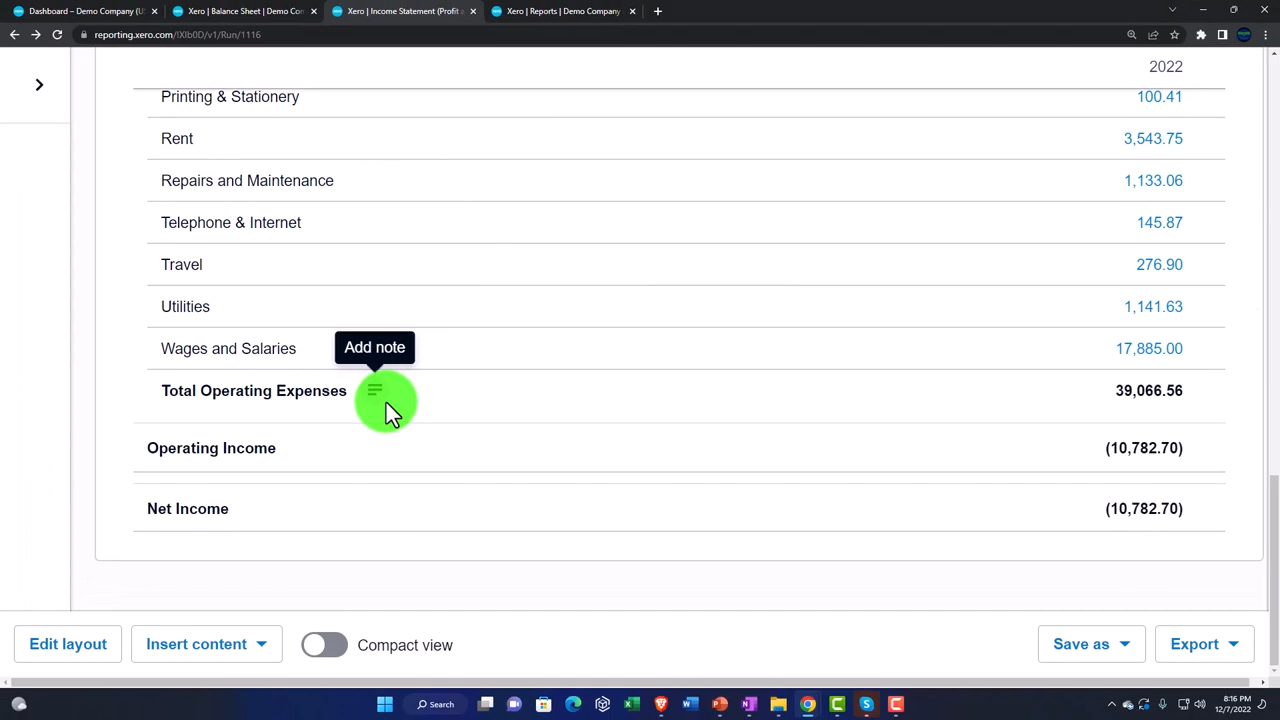 Dashboard – Demo Company (U
Xero | Balance Sheet | Demo Com
Xero | Income Statement (Profit a
Xero | Reports | Demo Company
reporting.xero.com/!XIb0D/v1/Run/1116
2022
Printing & Stationery 100.41
Rent 3,543.75
Repairs and Maintenance 1,133.06
Telephone & Internet 145.87
Travel 276.90
Utilities 1,141.63
Add note
Wages and Salaries 17,885.00
Total Operating Expenses 39,066.56
Operating Income (10,782.70)
Net Income (10,782.70)
Edit layout Insert content Compact view Save as Export
Search
8:16 PM
12/7/2022